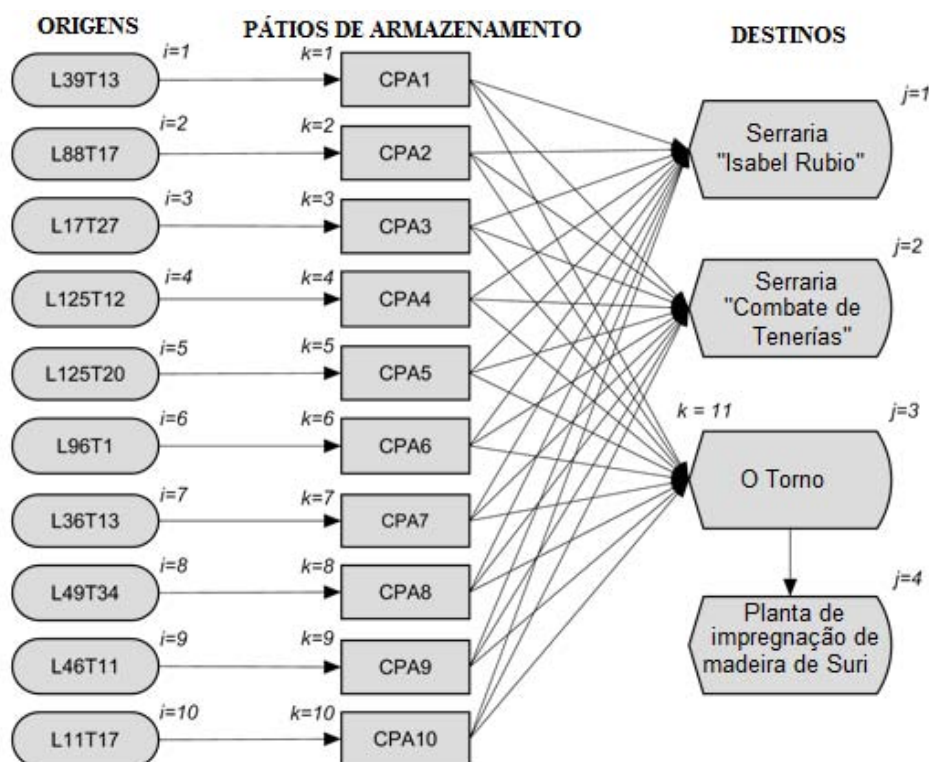 ORIGENS
PÁTIOS DE ARMAZENAMENTO
DESTINOS
L39T13
i=1
k=1
CPA1
L88T17
i=2
k=2
CPA2
L17T27
i=3
k=3
CPA3
L125T12
i=4
k=4
CPA4
L125T20
i=5
k=5
CPA5
L96T1
i=6
k=6
CPA6
L36T13
i=7
k=7
CPA7
L49T34
i=8
k=8
CPA8
L46T11
i=9
k=9
CPA9
L11T17
i=10
k=10
CPA10
j=1
Serraria
"Isabel Rubio"
j=2
Serraria
"Combate de
Tenerías"
k = 11
j=3
O Torno
j=4
Planta de
impregnação de
madeira de Suri